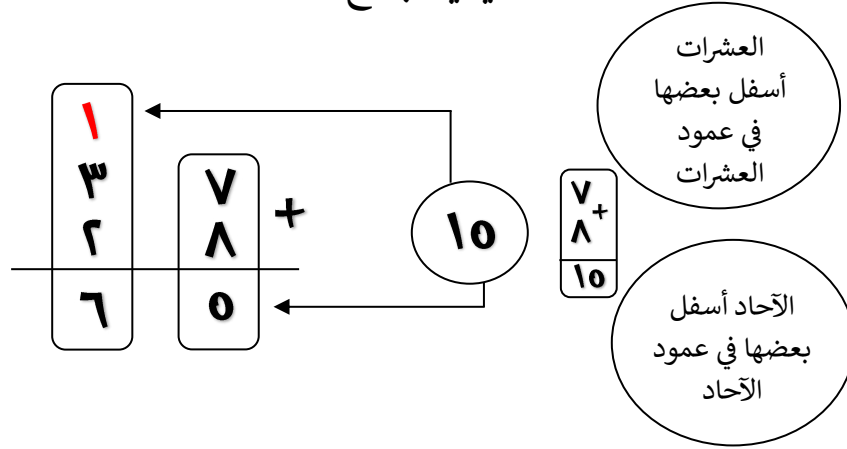 العشرات
أسفل بعضها
في عمود
العشرات
١
٣ ٧
+
٢ ٨
٦ ٥
١٥
٧
+
٨
١٥
الآحاد أسفل
بعضها في عمود
الآحاد